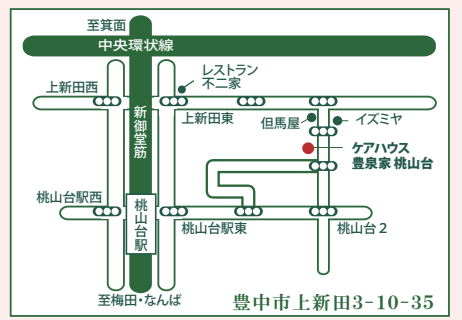 至箕面
中央環状線
レストラン
不二家
上新田西
新御堂筋
上新田東
但馬屋
イズミヤ
ケアハウス
豊泉家 桃山台
桃山台駅西
桃山台駅
桃山台駅東
桃山台2
至梅田・なんば
豊中市上新田3-10-35